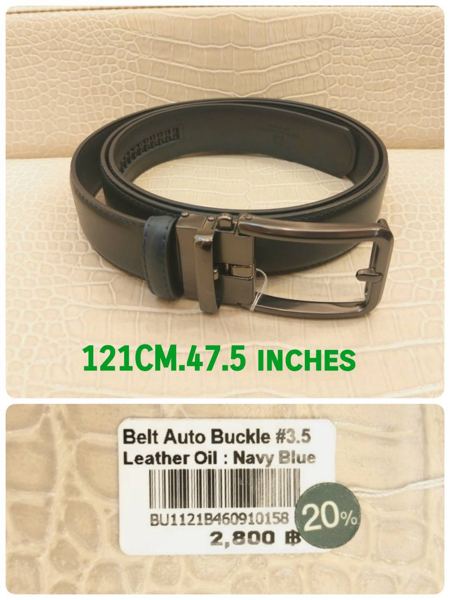 121CM.47.5 INCHES
Belt Auto Buckle #3.5
Leather Oil : Navy Blue
BU1121B460910158
2,800 ฿
20%